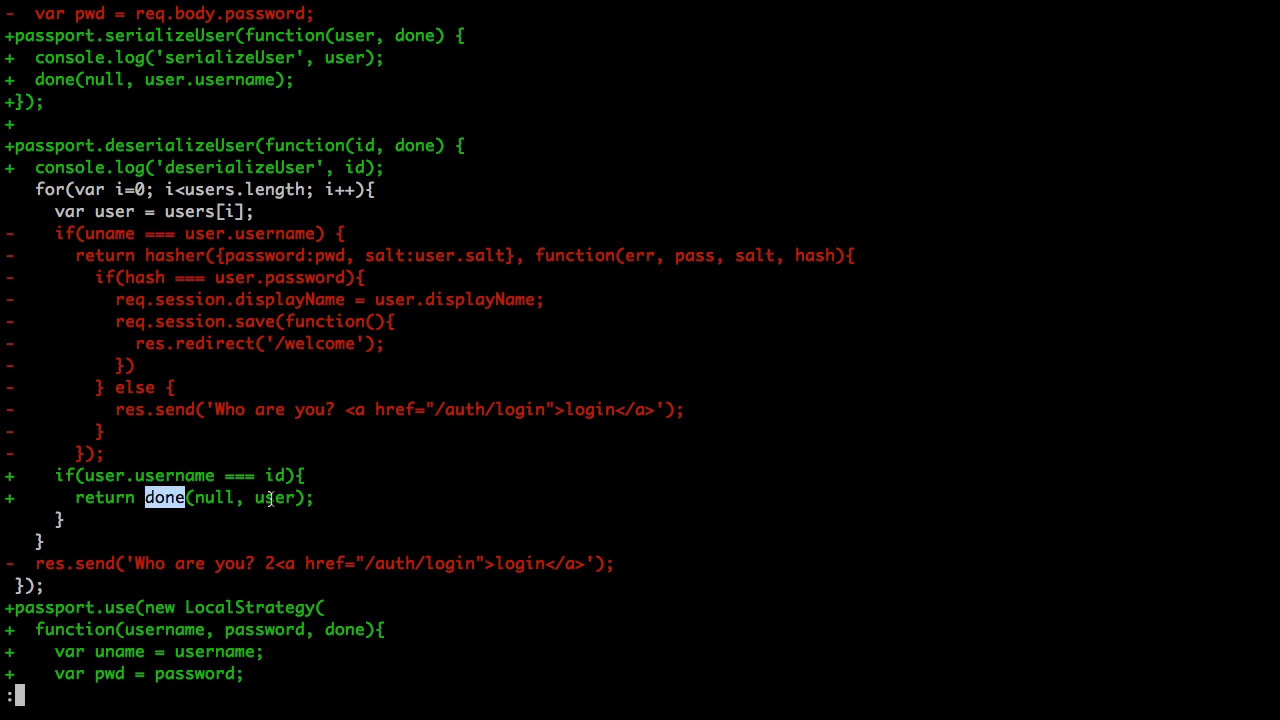 -  var pwd = req.body.password;
+passport.serializeUser(function(user, done) {
+  console.log('serializeUser', user);
+  done(null, user.username);
+});
+
+passport.deserializeUser(function(id, done) {
+  console.log('deserializeUser', id);
   for(var i=0; i<users.length; i++){
     var user = users[i];
-    if(uname === user.username) {
-      return hasher({password:pwd, salt:user.salt}, function(err, pass, salt, hash){
-        if(hash === user.password){
-          req.session.displayName = user.displayName;
-          req.session.save(function(){
-            res.redirect('/welcome');
-          })
-        } else {
-          res.send('Who are you? <a href="/auth/login">login</a>');
-        }
-      });
+    if(user.username === id){
+      return done(null, user);
     }
   }
-  res.send('Who are you? 2<a href="/auth/login">login</a>');
 });
+passport.use(new LocalStrategy(
+  function(username, password, done){
+    var uname = username;
+    var pwd = password;
: